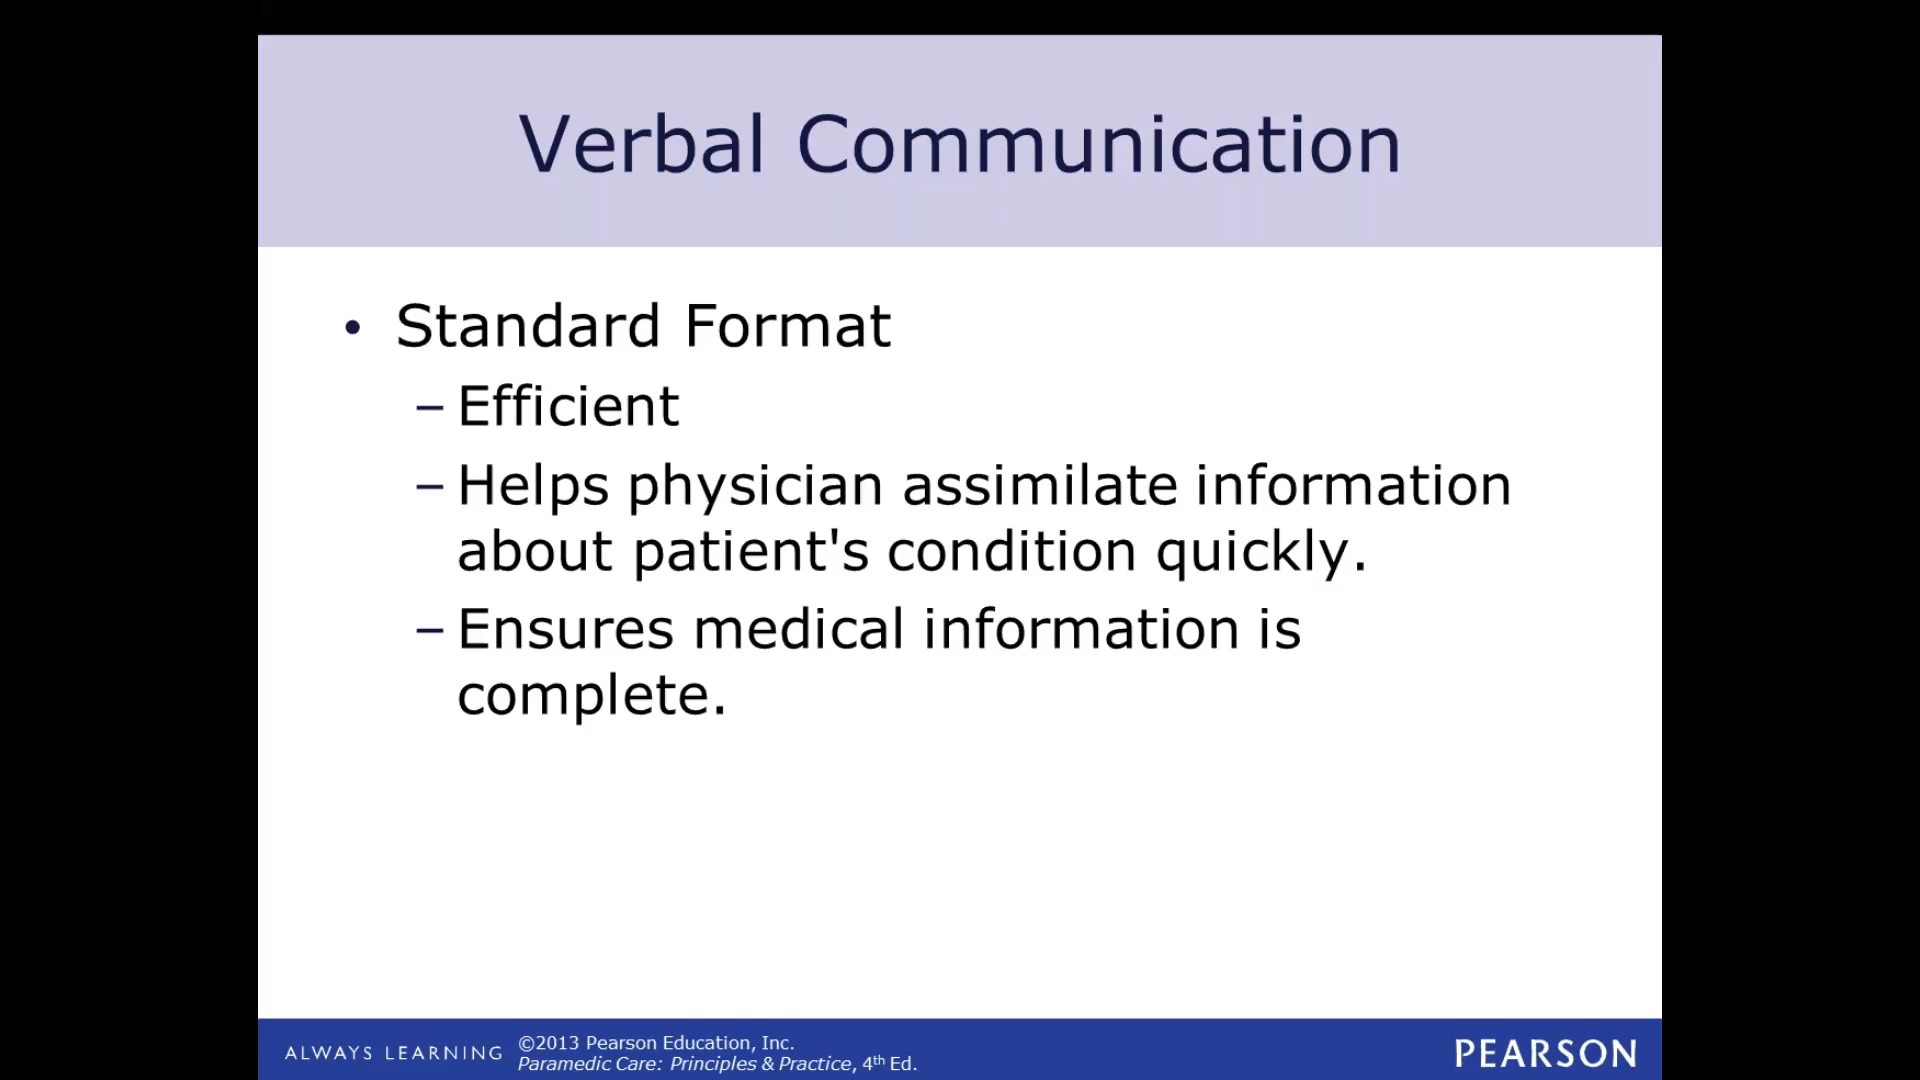 Verbal Communication
• Standard Format
– Efficient
– Helps physician assimilate information
about patient's condition quickly.
– Ensures medical information is
complete.
ALWAYS LEARNING
©2013 Pearson Education, Inc.
Paramedic Care: Principles & Practice, 4th Ed.
PEARSON